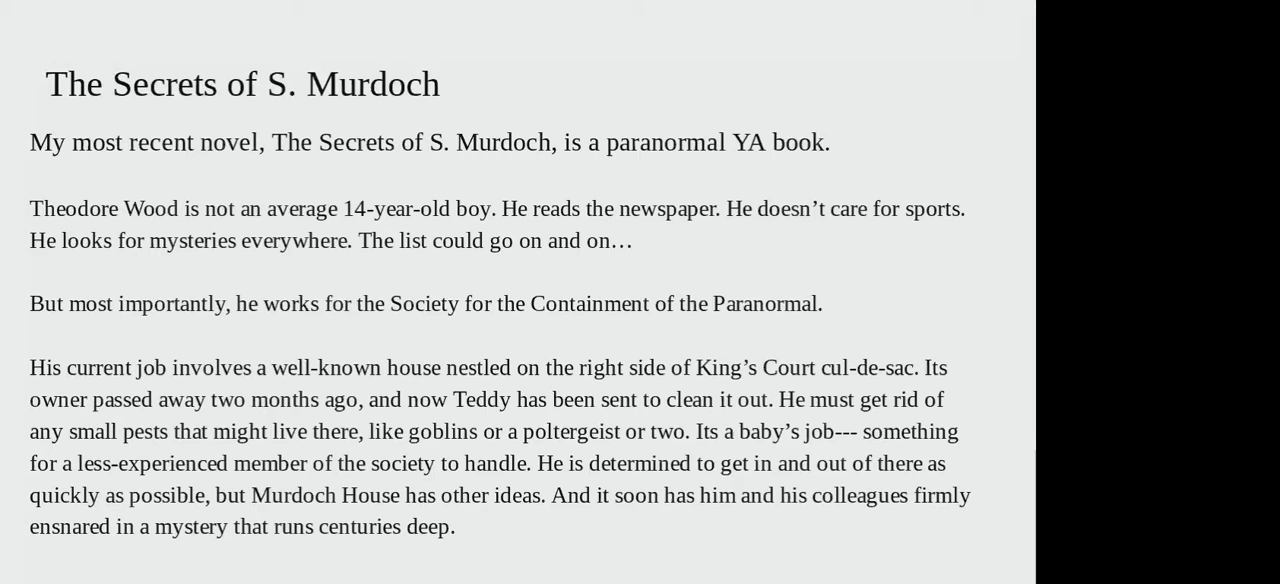 The Secrets of S. Murdoch
My most recent novel, The Secrets of S. Murdoch, is a paranormal YA book.
Theodore Wood is not an average 14-year-old boy. He reads the newspaper. He doesn’t care for sports.
He looks for mysteries everywhere. The list could go on and on…
But most importantly, he works for the Society for the Containment of the Paranormal.
His current job involves a well-known house nestled on the right side of King’s Court cul-de-sac. Its
owner passed away two months ago, and now Teddy has been sent to clean it out. He must get rid of
any small pests that might live there, like goblins or a poltergeist or two. Its a baby’s job--- something
for a less-experienced member of the society to handle. He is determined to get in and out of there as
quickly as possible, but Murdoch House has other ideas. And it soon has him and his colleagues firmly
ensnared in a mystery that runs centuries deep.